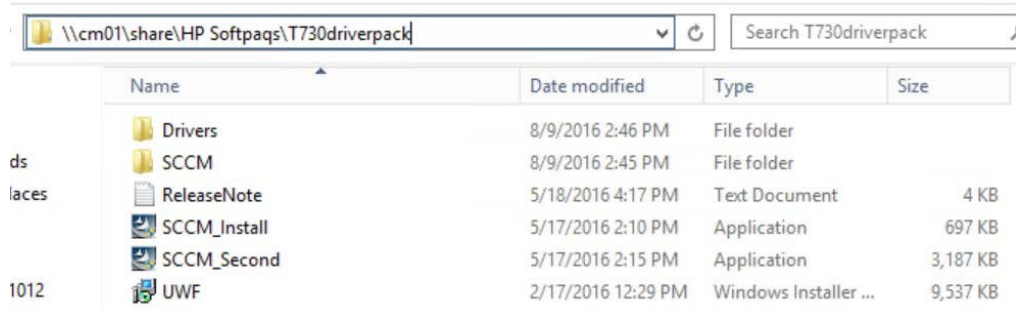 \\cm01\share\HP Softpaqs\T730driverpack Search T730driverpack
Name Date modified Type Size
Drivers 8/9/2016 2:46 PM File folder
ds SCCM 8/9/2016 2:45 PM File folder
laces ReleaseNote 5/18/2016 4:17 PM Text Document 4 KB
SCCM_Install 5/17/2016 2:10 PM Application 697 KB
SCCM_Second 5/17/2016 2:15 PM Application 3,187 KB
1012 UWF 2/17/2016 12:29 PM Windows Installer ... 9,537 KB